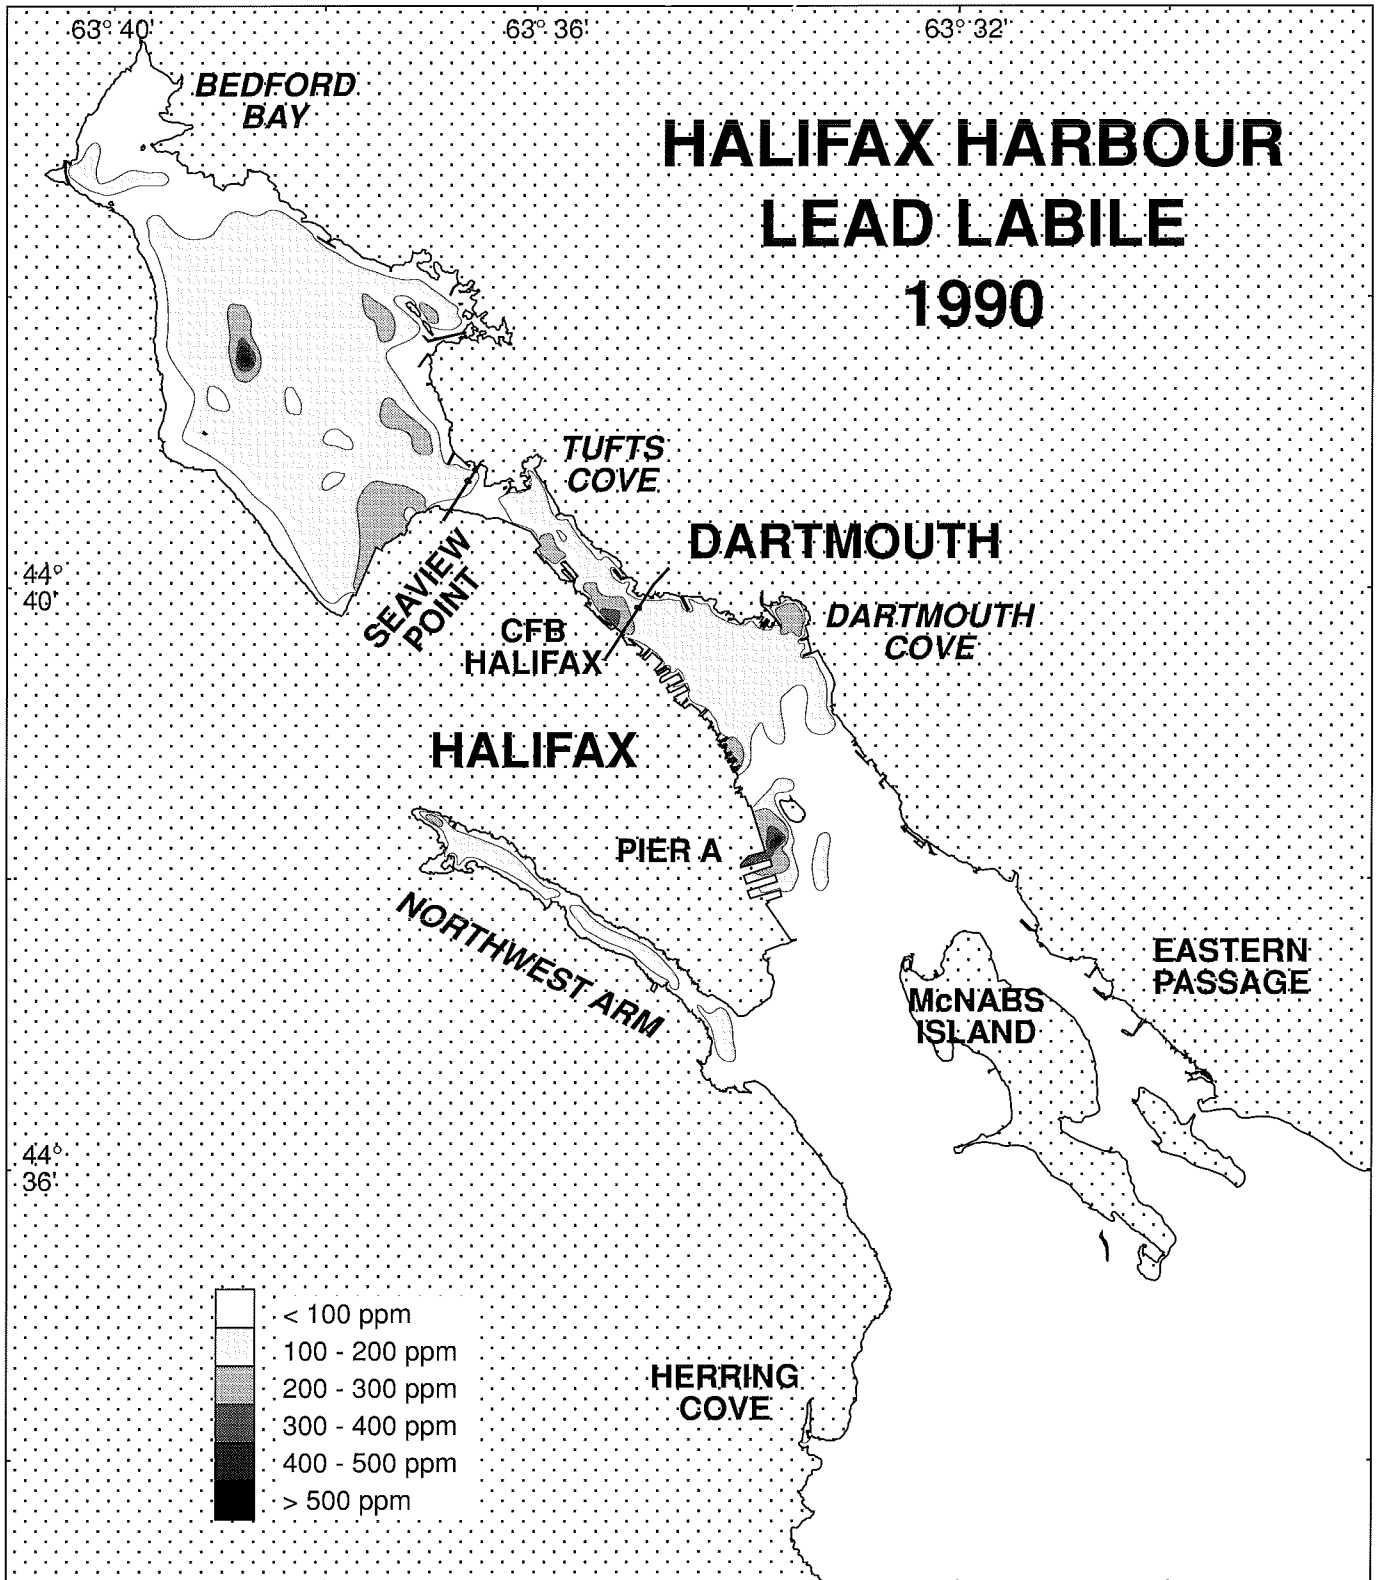 63° 40'
63° 36'
63° 32'
BEDFORD
BAY
HALIFAX HARBOUR
LEAD LABILE
1990
TUFTS
COVE
DARTMOUTH
44°
40'
SEAVIEW
POINT
DARTMOUTH
COVE
CFB
HALIFAX
HALIFAX
PIER A
NORTHWEST ARM
EASTERN
PASSAGE
McNABS
ISLAND
44°
36'
< 100 ppm
100 - 200 ppm
200 - 300 ppm
300 - 400 ppm
400 - 500 ppm
> 500 ppm
HERRING
COVE